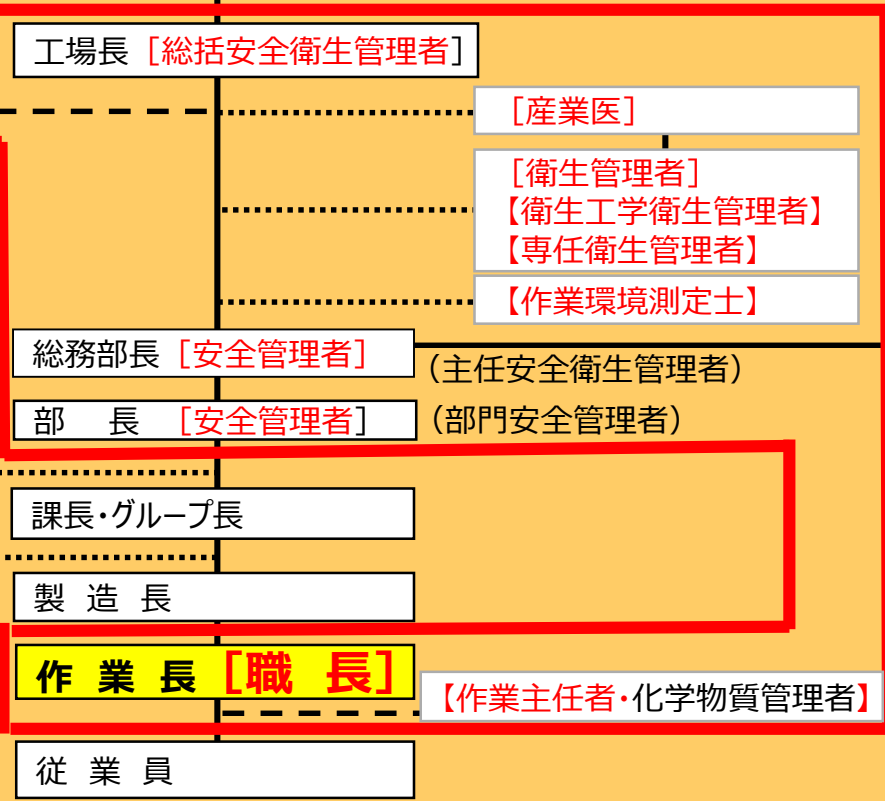 工場長［総括安全衛生管理者］
［産業医］
［衛生管理者］
【衛生工学衛生管理者】
【専任衛生管理者】
【作業環境測定士】
総務部長［安全管理者］
（主任安全衛生管理者）
部　長　［安全管理者］
（部門安全管理者）
課長・グループ長
製 造 長
作 業 長［職　長］
【作業主任者・化学物質管理者】
従 業 員